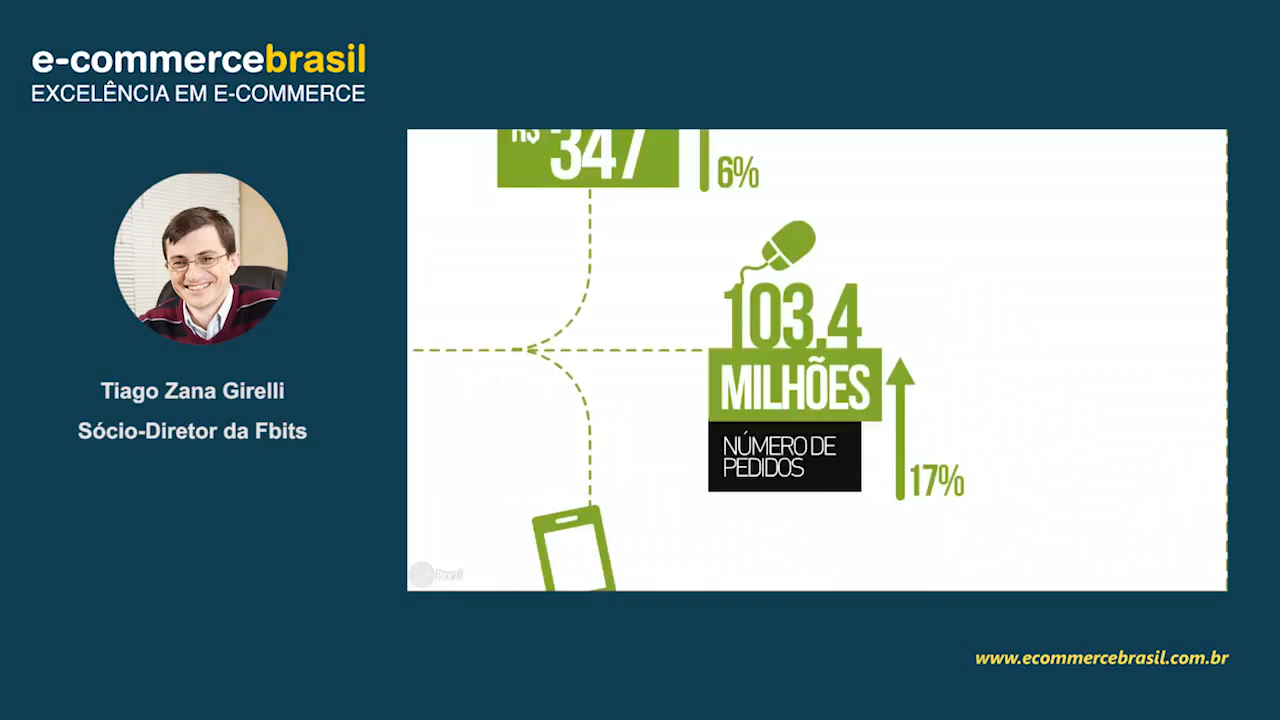 e-commercebrasil
EXCELÊNCIA EM E-COMMERCE
Tiago Zana Girelli
Sócio-Diretor da Fbits
R$ 347
6%
103,4
MILHÕES
NÚMERO DE
PEDIDOS
17%
Prezi
www.ecommercebrasil.com.br